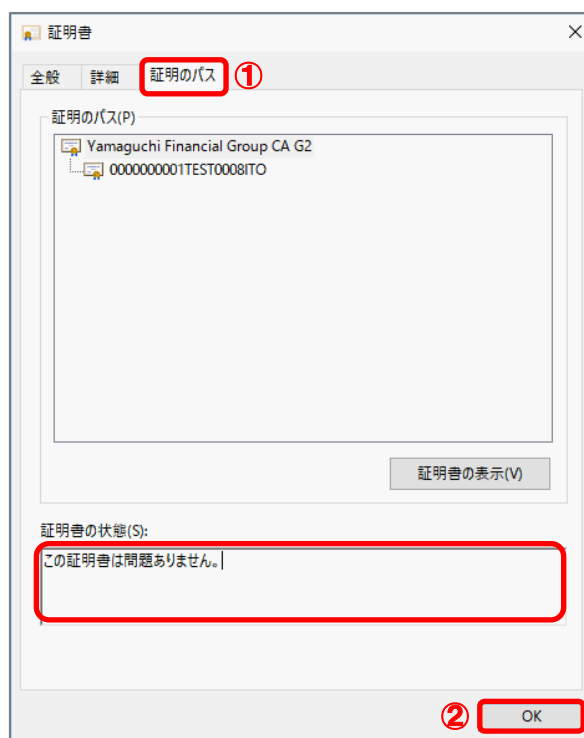 証明書
全般 詳細 証明のパス ①
証明のパス(P)
Yamaguchi Financial Group CA G2
0000000001TEST0008ITO
証明書の表示(V)
証明書の状態(S):
この証明書は問題ありません。
② OK